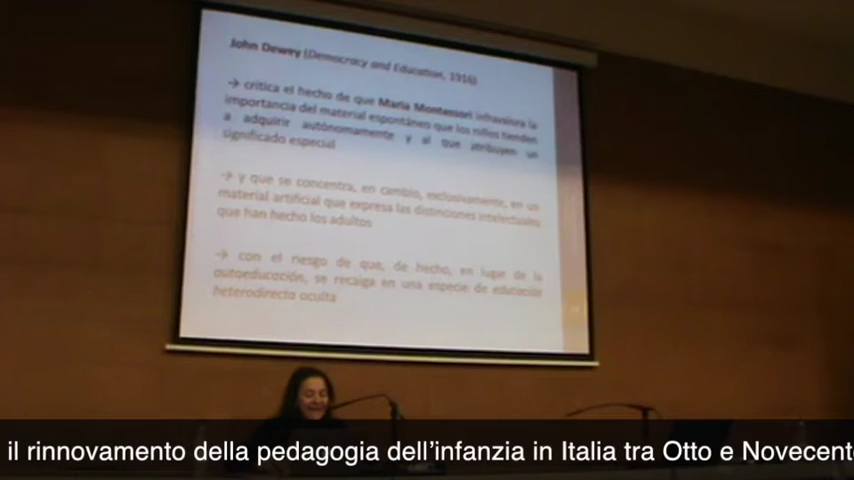 John Dewey (Democracy and Education, 1916)
→ critica el hecho de que Maria Montessori infravalora la
importancia del material espontáneo que los niños tienden
a adquirir autónomamente y al que atribuyen un
significado especial
→ y que se concentra, en cambio, exclusivamente, en un
material artificial que expresa las distinciones intelectuales
que han hecho los adultos
→ con el riesgo de que, de hecho, en lugar de la
autoeducación, se recaiga en una especie de educación
heterodirecta oculta
il rinnovamento della pedagogia dell'infanzia in Italia tra Otto e Novecent